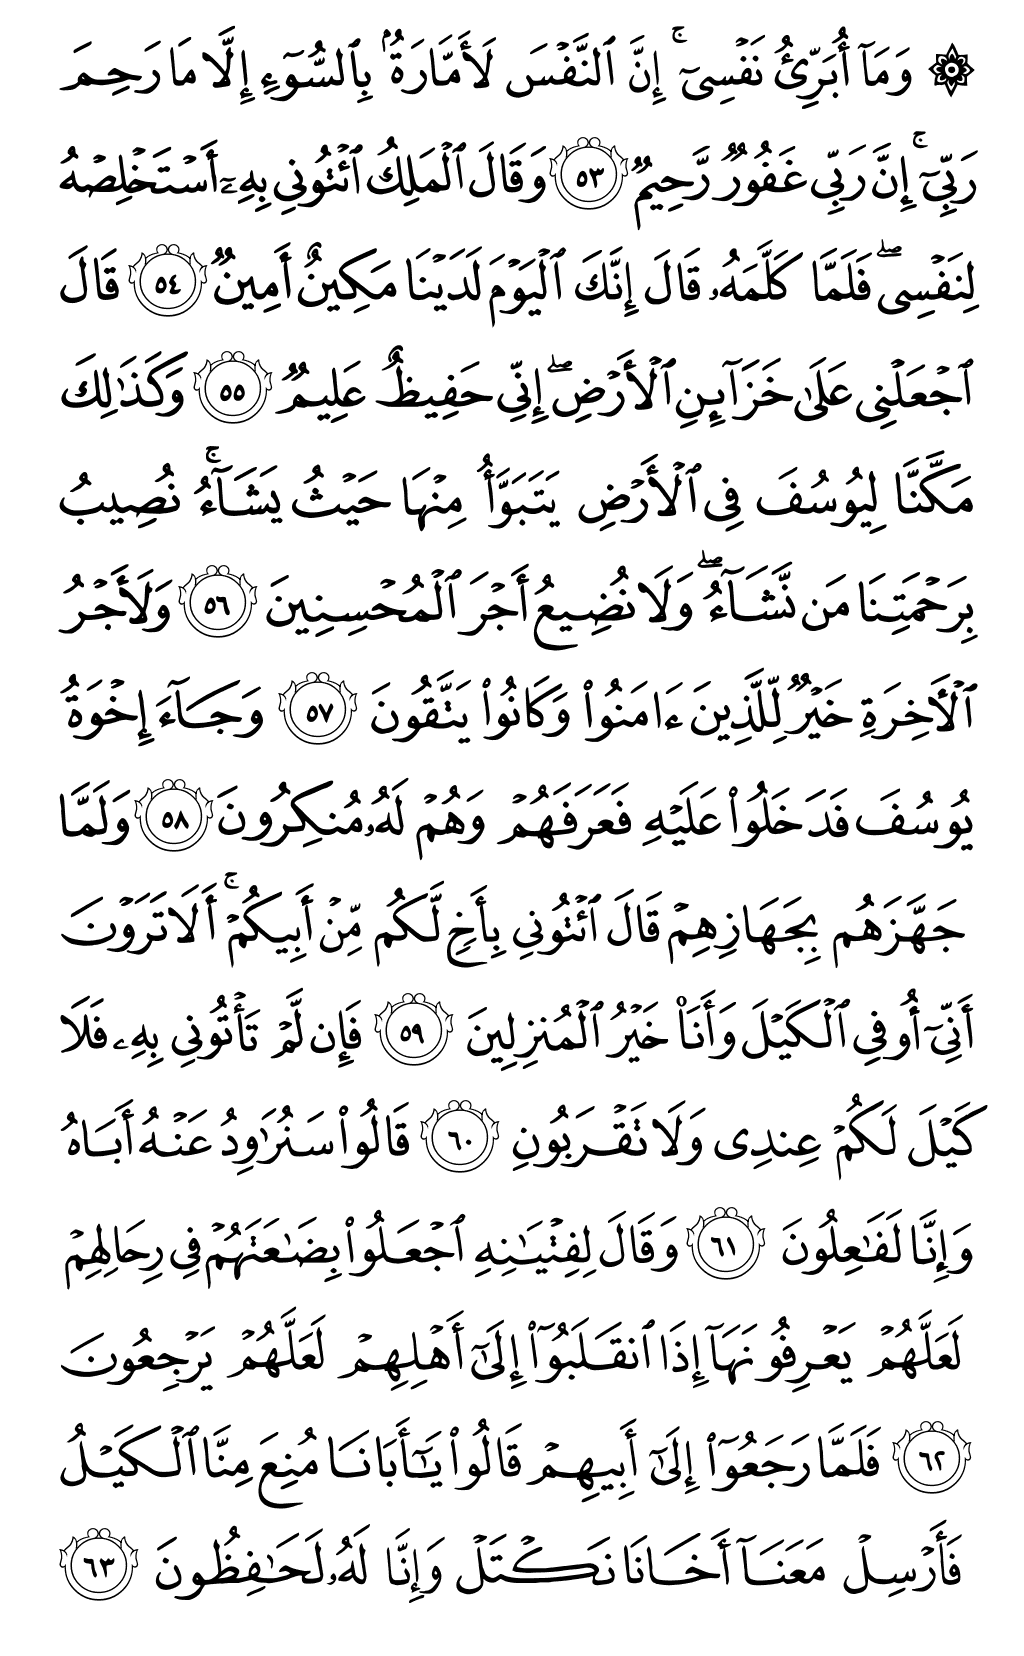 ۞ وَمَآ أُبَرِّئُ نَفۡسِيٓۚ إِنَّ ٱلنَّفۡسَ لَأَمَّارَةُۢ بِٱلسُّوٓءِ إِلَّا مَا رَحِمَ
رَبِّيٓۚ إِنَّ رَبِّي غَفُورٞ رَّحِيمٞ ٥٣ وَقَالَ ٱلۡمَلِكُ ٱئۡتُونِي بِهِۦٓ أَسۡتَخۡلِصۡهُ
لِنَفۡسِيۖ فَلَمَّا كَلَّمَهُۥ قَالَ إِنَّكَ ٱلۡيَوۡمَ لَدَيۡنَا مَكِينٌ أَمِينٞ ٥٤ قَالَ
ٱجۡعَلۡنِي عَلَىٰ خَزَآئِنِ ٱلۡأَرۡضِۖ إِنِّي حَفِيظٌ عَلِيمٞ ٥٥ وَكَذَٰلِكَ
مَكَّنَّا لِيُوسُفَ فِي ٱلۡأَرۡضِ يَتَبَوَّأُ مِنۡهَا حَيۡثُ يَشَآءُۚ نُصِيبُ
بِرَحۡمَتِنَا مَن نَّشَآءُۖ وَلَا نُضِيعُ أَجۡرَ ٱلۡمُحۡسِنِينَ ٥٦ وَلَأَجۡرُ
ٱلۡأٓخِرَةِ خَيۡرٞ لِّلَّذِينَ ءَامَنُواْ وَكَانُواْ يَتَّقُونَ ٥٧ وَجَآءَ إِخۡوَةُ
يُوسُفَ فَدَخَلُواْ عَلَيۡهِ فَعَرَفَهُمۡ وَهُمۡ لَهُۥ مُنكِرُونَ ٥٨ وَلَمَّا
جَهَّزَهُم بِجَهَازِهِمۡ قَالَ ٱئۡتُونِي بِأَخٖ لَّكُم مِّنۡ أَبِيكُمۡۚ أَلَا تَرَوۡنَ
أَنِّيٓ أُوفِي ٱلۡكَيۡلَ وَأَنَا۠ خَيۡرُ ٱلۡمُنزِلِينَ ٥٩ فَإِن لَّمۡ تَأۡتُونِي بِهِۦ فَلَا
كَيۡلَ لَكُمۡ عِندِي وَلَا تَقۡرَبُونِ ٦٠ قَالُواْ سَنُرَٰوِدُ عَنۡهُ أَبَاهُ
وَإِنَّا لَفَٰعِلُونَ ٦١ وَقَالَ لِفِتۡيَٰنِهِ ٱجۡعَلُواْ بِضَٰعَتَهُمۡ فِي رِحَالِهِمۡ
لَعَلَّهُمۡ يَعۡرِفُونَهَآ إِذَا ٱنقَلَبُوٓاْ إِلَىٰٓ أَهۡلِهِمۡ لَعَلَّهُمۡ يَرۡجِعُونَ
٦٢ فَلَمَّا رَجَعُوٓاْ إِلَىٰٓ أَبِيهِمۡ قَالُواْ يَٰٓأَبَانَا مُنِعَ مِنَّا ٱلۡكَيۡلُ
فَأَرۡسِلۡ مَعَنَآ أَخَانَا نَكۡتَلۡ وَإِنَّا لَهُۥ لَحَٰفِظُونَ ٦٣